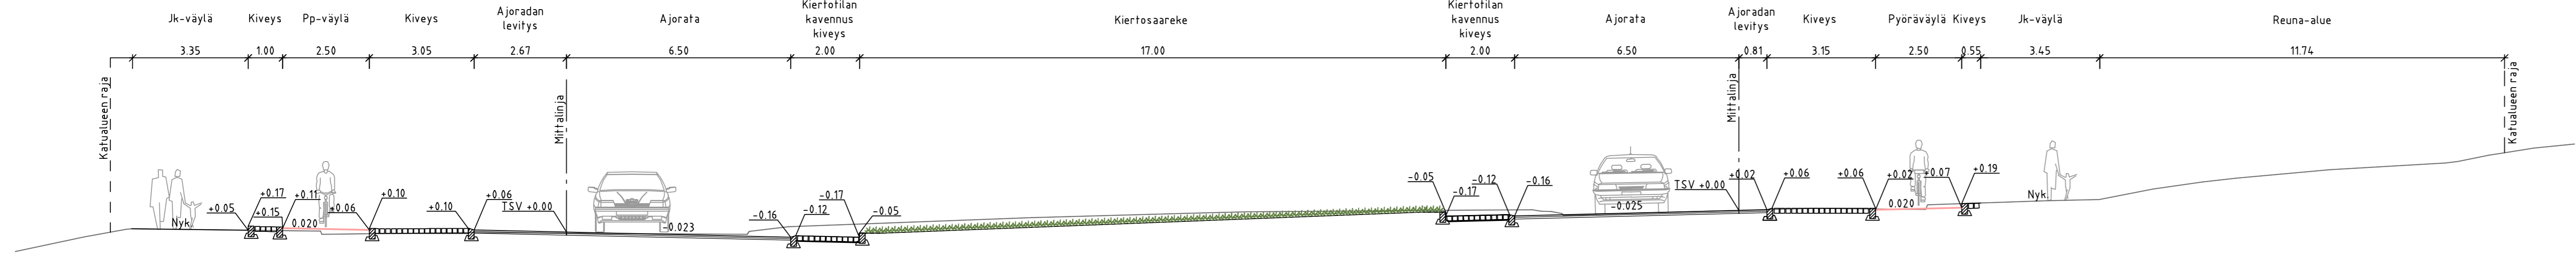 Jk-väylä
Kiveys
Pp-väylä
Kiveys
Ajoradan
levitys
Ajorata
Kiertotilan
kavennus
kiveys
Kiertosaareke
Kiertotilan
kavennus
kiveys
Ajorata
Ajoradan
levitys
Kiveys
Pyöräväylä
Kiveys
Jk-väylä
Reuna-alue
3.35
1.00
2.50
3.05
2.67
6.50
2.00
17.00
2.00
6.50
0.81
3.15
2.50
0.55
3.45
11.74
Katualueen raja
Mittalinja
Mittalinja
Katualueen raja
Nyk.
+0.05
+0.17
+0.15
+0.11
0.020
+0.06
+0.10
+0.10
+0.06
TSV +0.00
-0.023
-0.16
-0.12
-0.17
-0.05
-0.05
-0.17
-0.12
-0.16
-0.025
TSV +0.00
+0.02
+0.06
+0.06
+0.02
0.020
+0.07
+0.19
Nyk.